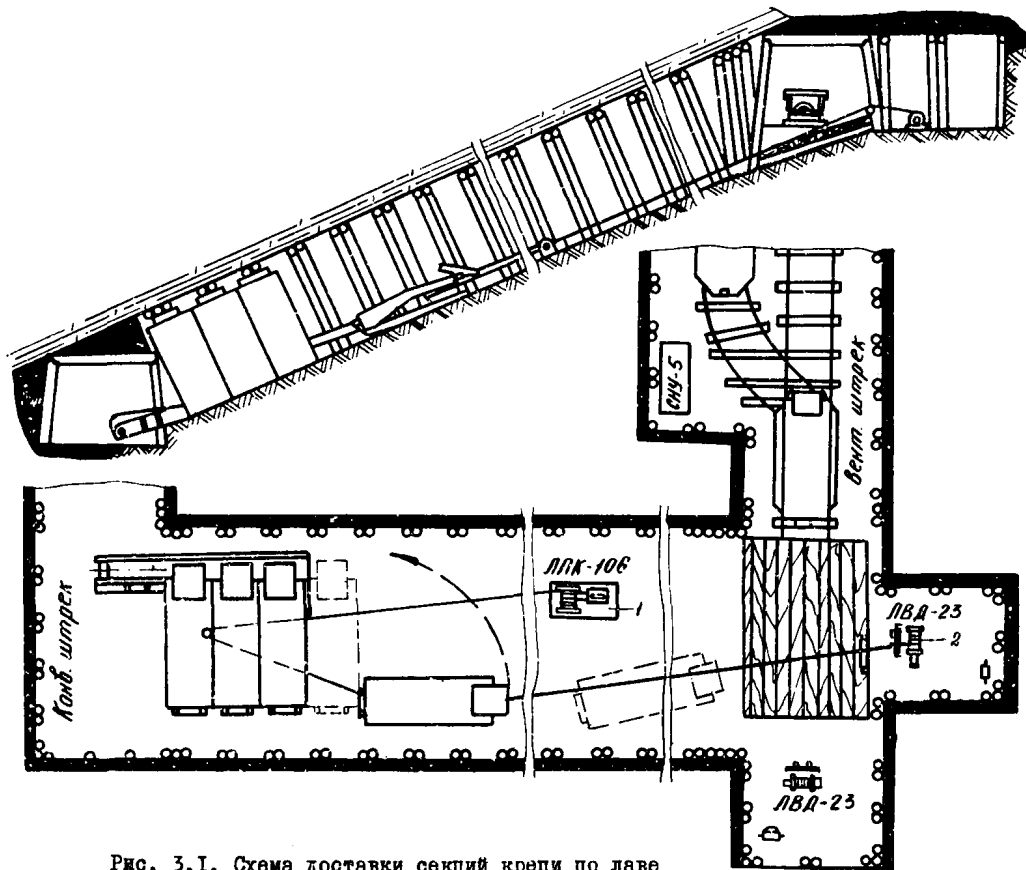 СНУ-5
Вент. штрек
ЛПК-10Б
1
ЛВД-23
2
Конв. штрек
ЛВД-23
Рис. 3.1. Схема доставки секций крепи по лаве